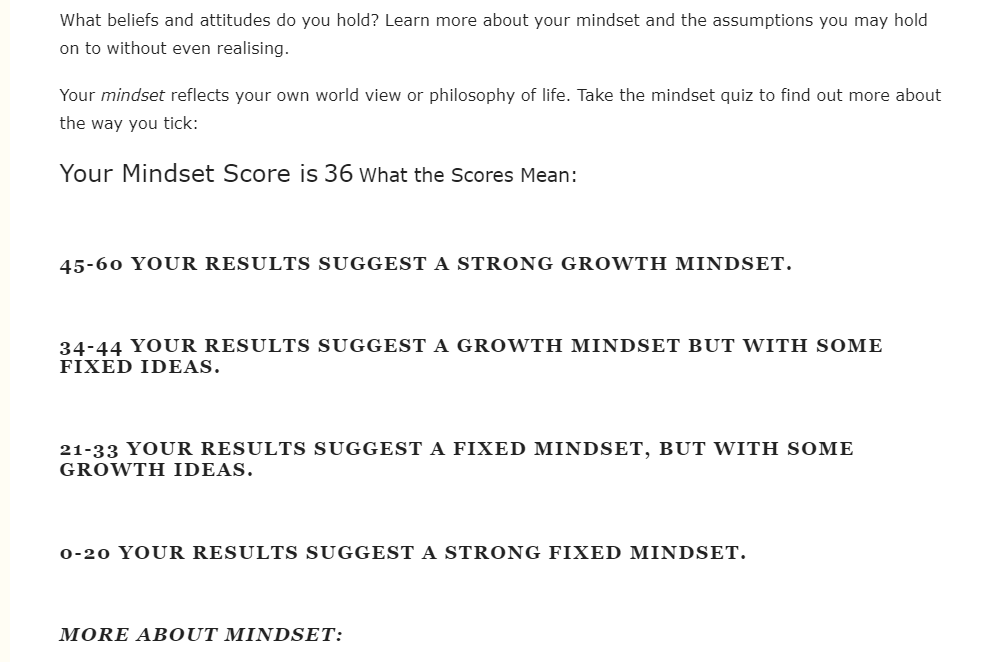 What beliefs and attitudes do you hold? Learn more about your mindset and the assumptions you may hold
on to without even realising.
Your mindset reflects your own world view or philosophy of life. Take the mindset quiz to find out more about
the way you tick:
Your Mindset Score is 36 What the Scores Mean:
45-60 YOUR RESULTS SUGGEST A STRONG GROWTH MINDSET.
34-44 YOUR RESULTS SUGGEST A GROWTH MINDSET BUT WITH SOME
FIXED IDEAS.
21-33 YOUR RESULTS SUGGEST A FIXED MINDSET, BUT WITH SOME
GROWTH IDEAS.
0-20 YOUR RESULTS SUGGEST A STRONG FIXED MINDSET.
MORE ABOUT MINDSET: